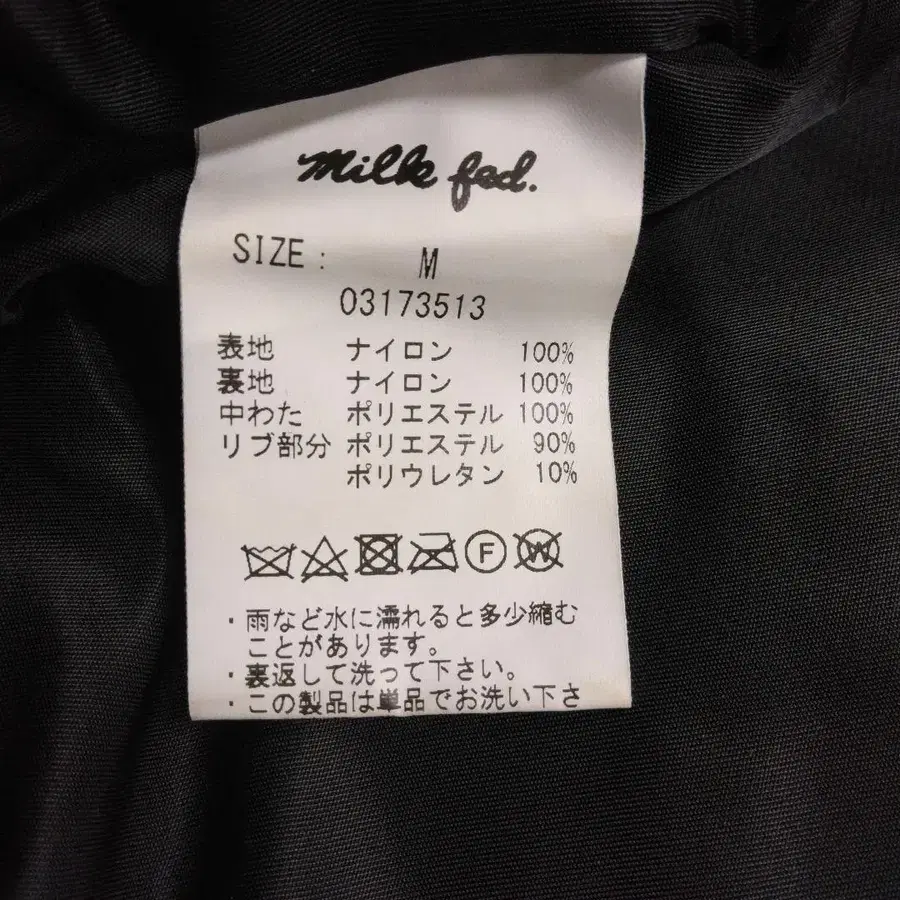 milk fed.
SIZE : M
03173513
表地 ナイロン 100%
裏地 ナイロン 100%
中わた ポリエステル 100%
リブ部分 ポリエステル 90%
ポリウレタン 10%
F W
・雨など水に濡れると多少縮む
ことがあります。
・裏返して洗って下さい。
・この製品は単品でお洗い下さ